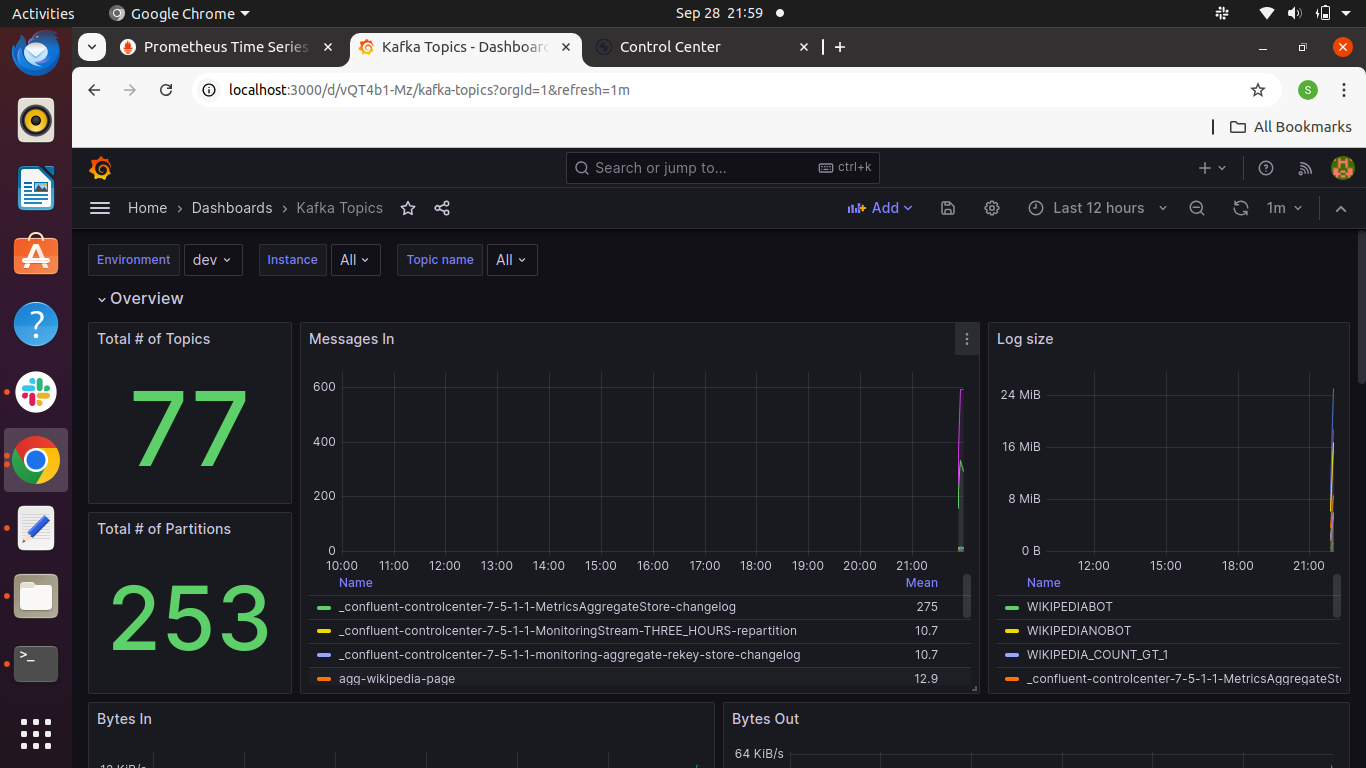 Activities Google Chrome Sep 28 21:59
Prometheus Time Series Kafka Topics - Dashboard Control Center
localhost:3000/d/vQT4b1-Mz/kafka-topics?orgId=1&refresh=1m S
All Bookmarks
Search or jump to... ctrl+k
Home › Dashboards › Kafka Topics Add Last 12 hours 1m
Environment dev Instance All Topic name All
Overview
Total # of Topics
77
Total # of Partitions
253
Messages In
600
400
200
0
10:00 11:00 12:00 13:00 14:00 15:00 16:00 17:00 18:00 19:00 20:00 21:00
Name Mean
_confluent-controlcenter-7-5-1-1-MetricsAggregateStore-changelog 275
_confluent-controlcenter-7-5-1-1-MonitoringStream-THREE_HOURS-repartition 10.7
_confluent-controlcenter-7-5-1-1-monitoring-aggregate-rekey-store-changelog 10.7
agg-wikipedia-page 12.9
Log size
24 MiB
16 MiB
8 MiB
0 B
12:00 15:00 18:00 21:00
Name
WIKIPEDIABOT
WIKIPEDIANOBOT
WIKIPEDIA_COUNT_GT_1
_confluent-controlcenter-7-5-1-1-MetricsAggregateSt
Bytes In
12 KiB/s
Bytes Out
64 KiB/s